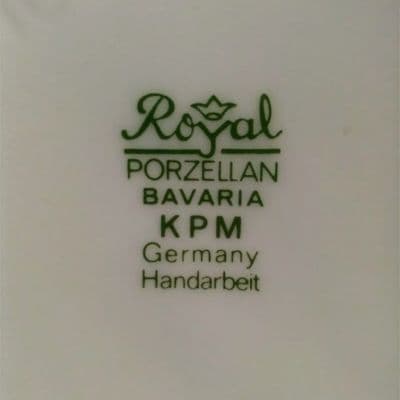 Royal
PORZELLAN
BAVARIA
KPM
Germany
Handarbeit